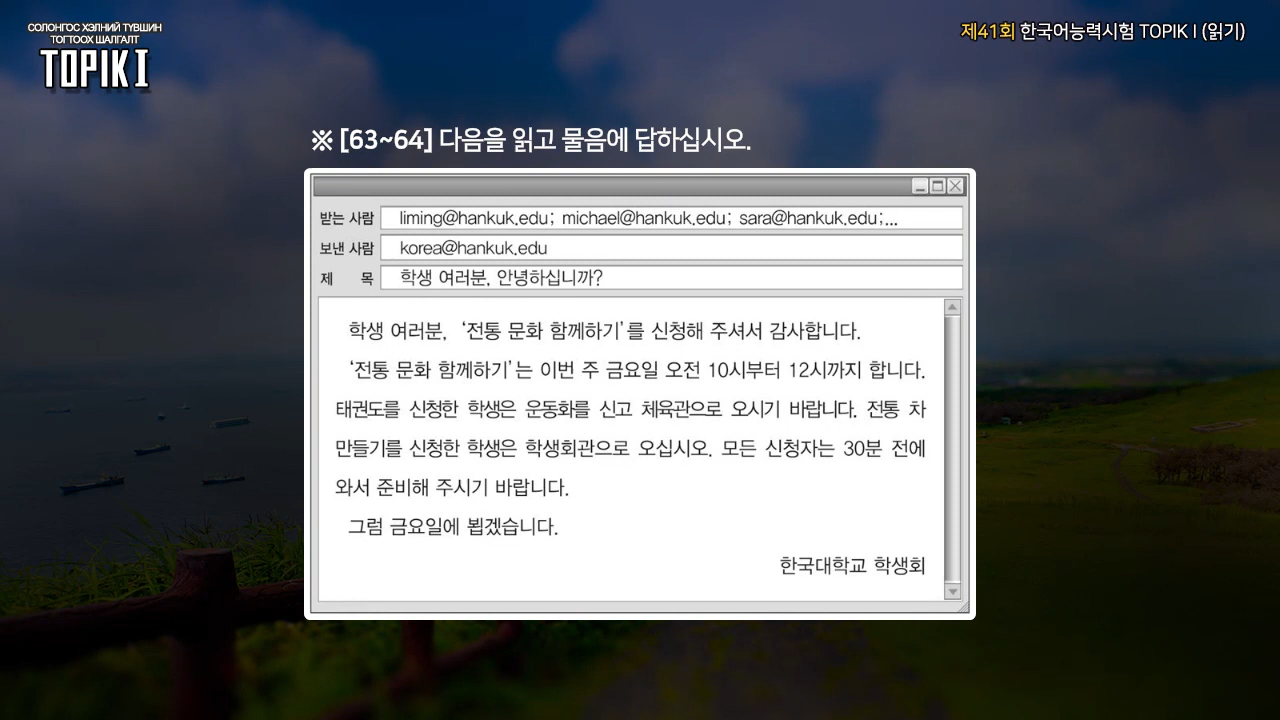 СОЛОНГОС ХЭЛНИЙ ТҮВШИН
ТОГТООХ ШАЛГАЛТ
TOPIK I
제41회 한국어능력시험 TOPIK I (읽기)
※ [63~64] 다음을 읽고 물음에 답하십시오.
받는 사람 liming@hankuk.edu; michael@hankuk.edu; sara@hankuk.edu;...
보낸 사람 korea@hankuk.edu
제 목 학생 여러분, 안녕하십니까?
학생 여러분, ‘전통 문화 함께하기’를 신청해 주셔서 감사합니다.
‘전통 문화 함께하기’는 이번 주 금요일 오전 10시부터 12시까지 합니다.
태권도를 신청한 학생은 운동화를 신고 체육관으로 오시기 바랍니다. 전통 차
만들기를 신청한 학생은 학생회관으로 오십시오. 모든 신청자는 30분 전에
와서 준비해 주시기 바랍니다.
그럼 금요일에 뵙겠습니다.
한국대학교 학생회